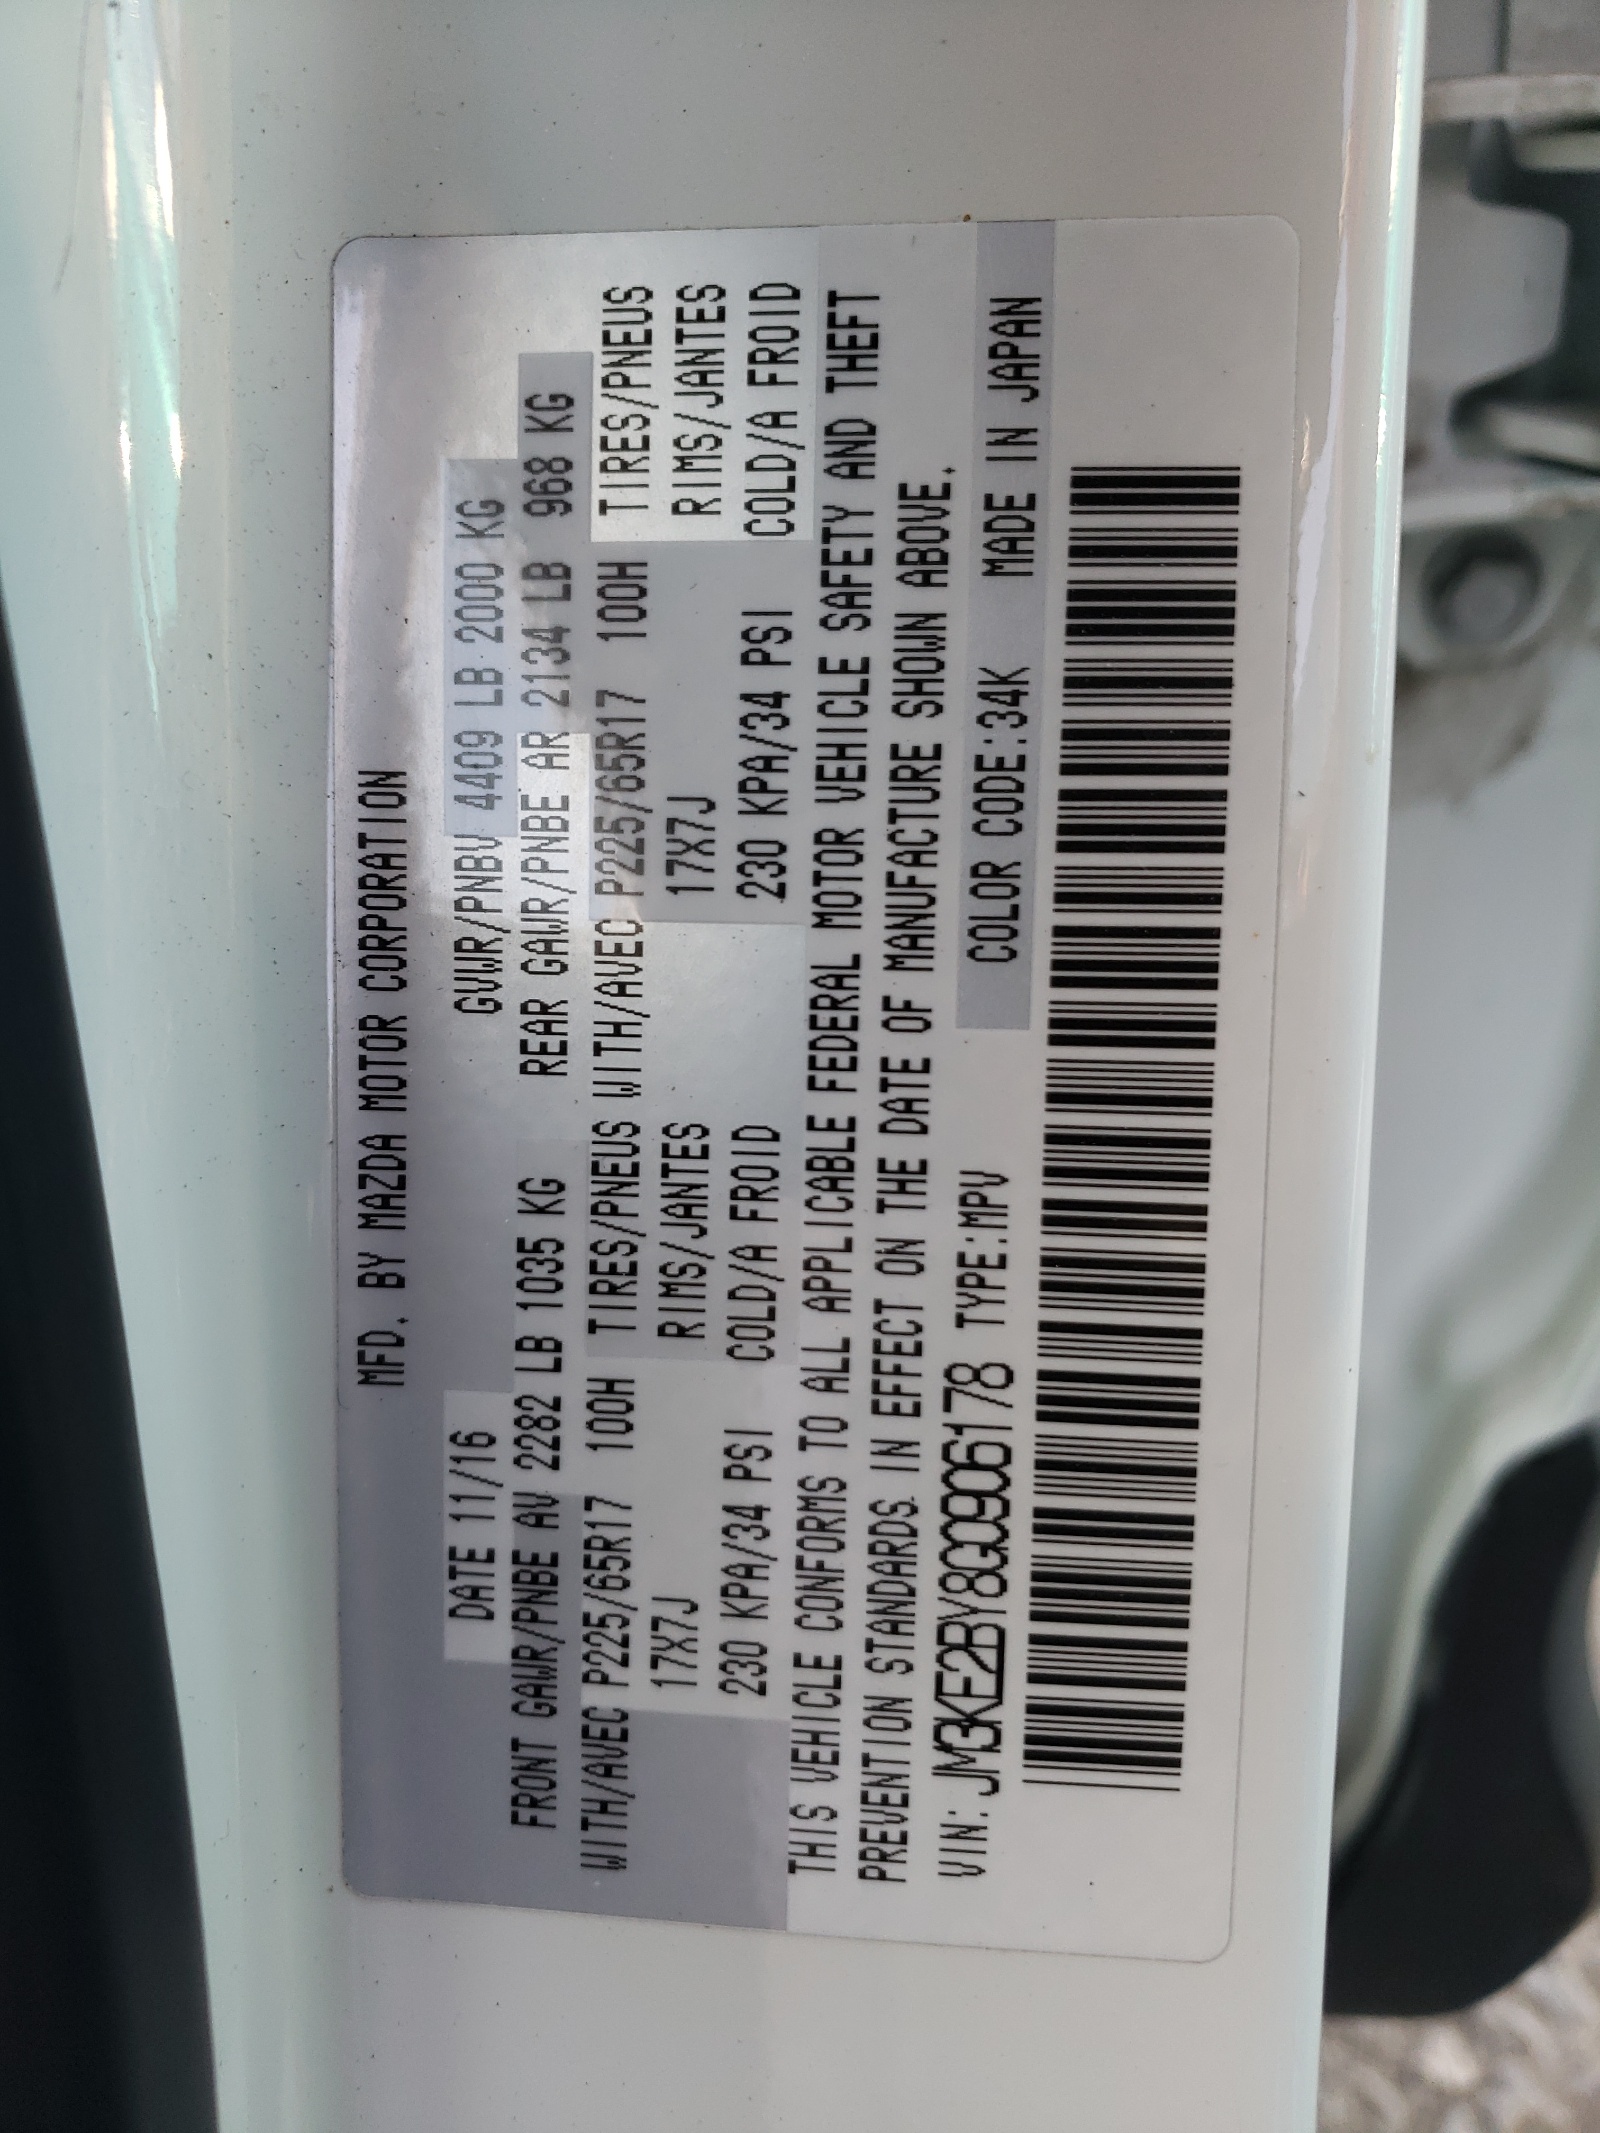 MFD. BY MAZDA MOTOR CORPORATION
DATE 11/16 GVWR/PNBV 4409 LB 2000 KG
FRONT GAWR/PNBE AV 2282 LB 1035 KG REAR GAWR/PNBE AR 2134 LB 968 KG
WITH/AVEC P225/65R17 100H TIRES/PNEUS WITH/AVEC P225/65R17 100H TIRES/PNEUS
17X7J RIMS/JANTES 17X7J RIMS/JANTES
230 KPA/34 PSI COLD/A FROID 230 KPA/34 PSI COLD/A FROID
THIS VEHICLE CONFORMS TO ALL APPLICABLE FEDERAL MOTOR VEHICLE SAFETY AND THEFT
PREVENTION STANDARDS IN EFFECT ON THE DATE OF MANUFACTURE SHOWN ABOVE.
VIN: JM3KE2BY8G0906178 TYPE:MPV COLOR CODE:34K MADE IN JAPAN